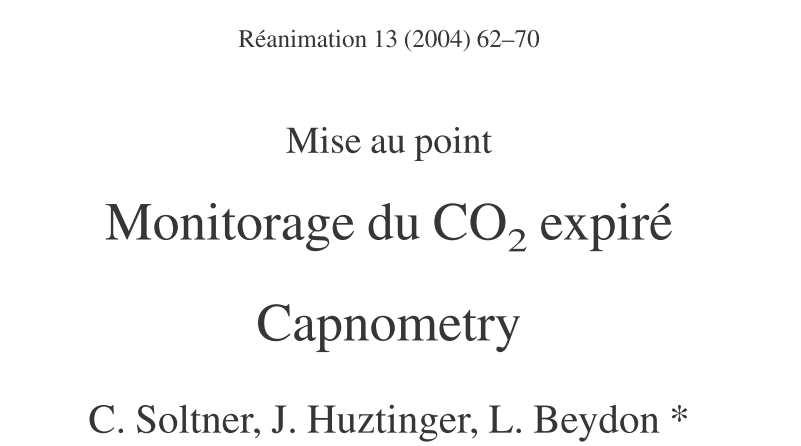 Réanimation 13 (2004) 62–70
Mise au point
Monitorage du CO₂ expiré
Capnometry
C. Soltner, J. Huztinger, L. Beydon *